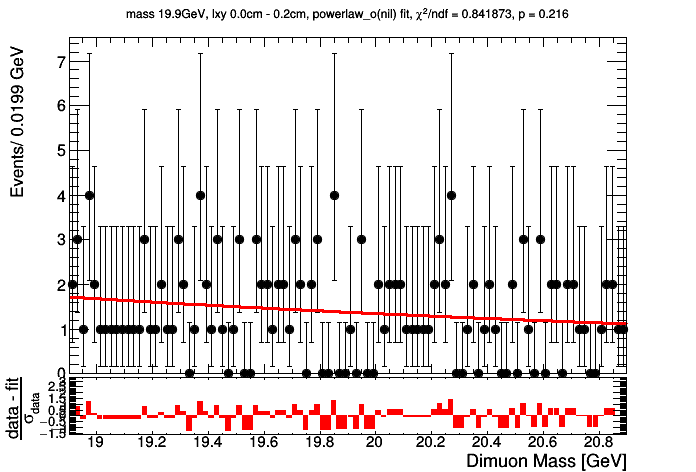 mass 19.9GeV, lxy 0.0cm - 0.2cm, powerlaw_o(nil) fit, χ²/ndf = 0.841873, p = 0.216
Events/ 0.0199 GeV
7
6
5
4
3
2
1
0
data - fit
σdata
19 19.2 19.4 19.6 19.8 20 20.2 20.4 20.6 20.8
Dimuon Mass [GeV]